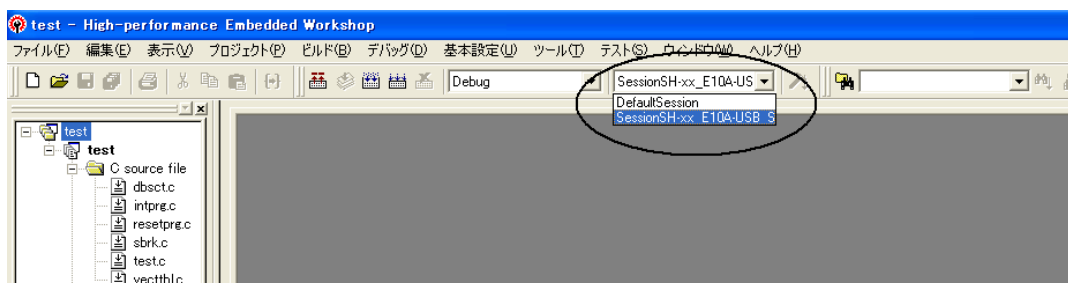 test - High-performance Embedded Workshop
ファイル(F) 編集(E) 表示(V) プロジェクト(P) ビルド(B) デバッグ(D) 基本設定(U) ツール(T) テスト(S) ウィンドウ(W) ヘルプ(H)
Debug SessionSH-xx_E10A-US
DefaultSession
SessionSH-xx_E10A-USB_S
test
test
C source file
dbsct.c
intprg.c
resetprg.c
sbrk.c
test.c
vecttbl.c